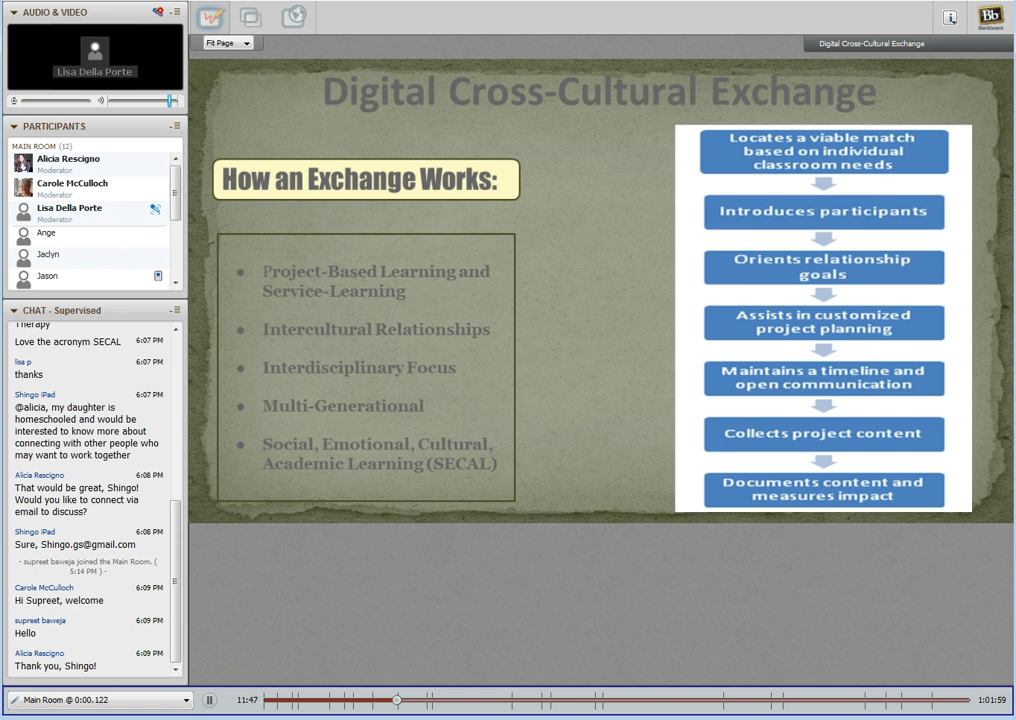 AUDIO & VIDEO
Lisa Della Porte
PARTICIPANTS
MAIN ROOM (12)
Alicia Rescigno
Moderator
Carole McCulloch
Moderator
Lisa Della Porte
Moderator
Ange
Jadyn
Jason
CHAT - Supervised
Therapy
Love the acronym SECAL 6:07 PM
lisa p 6:07 PM
thanks
Shingo iPad 6:07 PM
@alicia, my daughter is
homeschooled and would be
interested to know more about
connecting with other people who
may want to work together
Alicia Rescigno 6:08 PM
That would be great, Shingo!
Would you like to connect via
email to discuss?
Shingo iPad 6:08 PM
Sure, Shingo.gs@gmail.com
- supreet baweja joined the Main Room. (
5:14 PM ) -
Carole McCulloch 6:09 PM
Hi Supreet, welcome
supreet baweja 6:09 PM
Hello
Alicia Rescigno 6:09 PM
Thank you, Shingo!
Fit Page
i
Bb
Blackboard
Digital Cross-Cultural Exchange
Digital Cross-Cultural Exchange
How an Exchange Works:
• Project-Based Learning and
Service-Learning
• Intercultural Relationships
• Interdisciplinary Focus
• Multi-Generational
• Social, Emotional, Cultural,
Academic Learning (SECAL)
Locates a viable match
based on individual
classroom needs
Introduces participants
Orients relationship
goals
Assists in customized
project planning
Maintains a timeline and
open communication
Collects project content
Documents content and
measures impact
Main Room @ 0:00.122
11:47
1:01:59